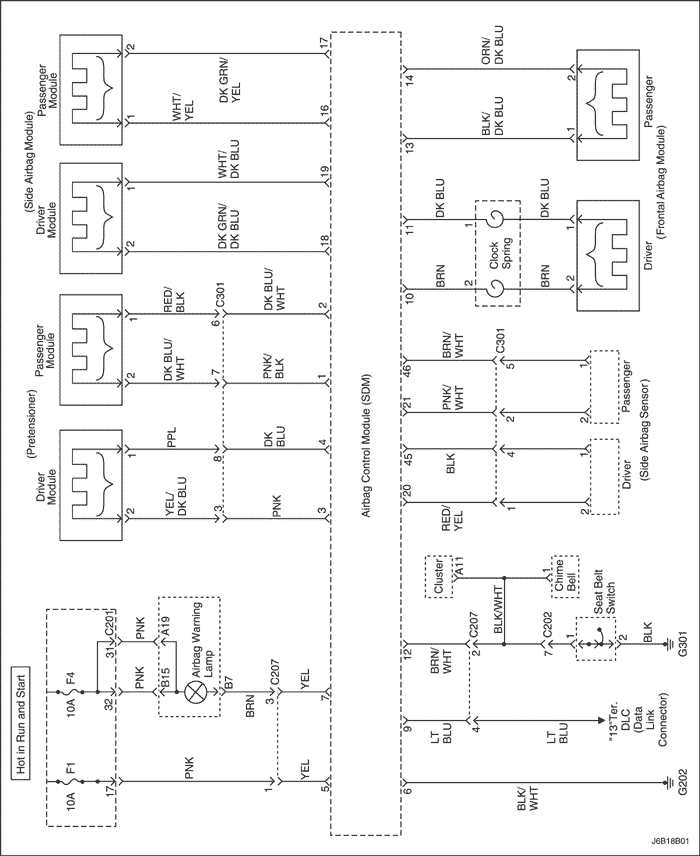 Hot in Run and Start
10A F1
10A F4
17
32
31
C201
PNK
PNK
PNK
B15
A19
Airbag Warning
Lamp
B7
BRN
1
3
C207
YEL
YEL
5
7
(Pretensioner)
Driver
Module
2
1
YEL/
DK BLU
PPL
3
8
PNK
DK
BLU
3
4
Passenger
Module
2
1
DK BLU/
WHT
RED/
BLK
7
6
C301
PNK/
BLK
DK BLU/
WHT
1
2
(Side Airbag Module)
Driver
Module
2
1
DK GRN/
DK BLU
WHT/
DK BLU
18
19
Passenger
Module
1
2
WHT/
YEL
DK GRN/
YEL
16
17
Airbag Control Module (SDM)
6
BLK/
WHT
G202
9
LT
BLU
4
LT
BLU
"13"Ter.
DLC
(Data
Link
Connector)
12
BRN/
WHT
2
C207
BLK/WHT
Cluster
A11
Chime
Bell
1
7
C202
1
Seat Belt
Switch
2
BLK
G301
20
RED/
YEL
1
2
45
BLK
4
1
Driver
21
PNK/
WHT
2
2
46
BRN/
WHT
5
C301
1
Passenger
(Side Airbag Sensor)
10
BRN
2
Clock
Spring
BRN
2
11
DK BLU
1
DK BLU
1
Driver
13
BLK/
DK BLU
1
14
ORN/
DK BLU
2
Passenger
(Frontal Airbag Module)
J6B18B01